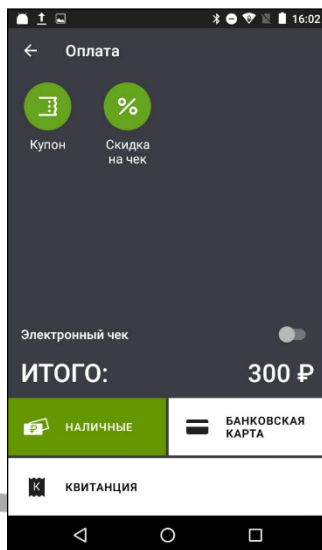 16:02
Оплата
Купон
Скидка
на чек
Электронный чек
ИТОГО:
300 ₽
НАЛИЧНЫЕ
БАНКОВСКАЯ
КАРТА
К
КВИТАНЦИЯ